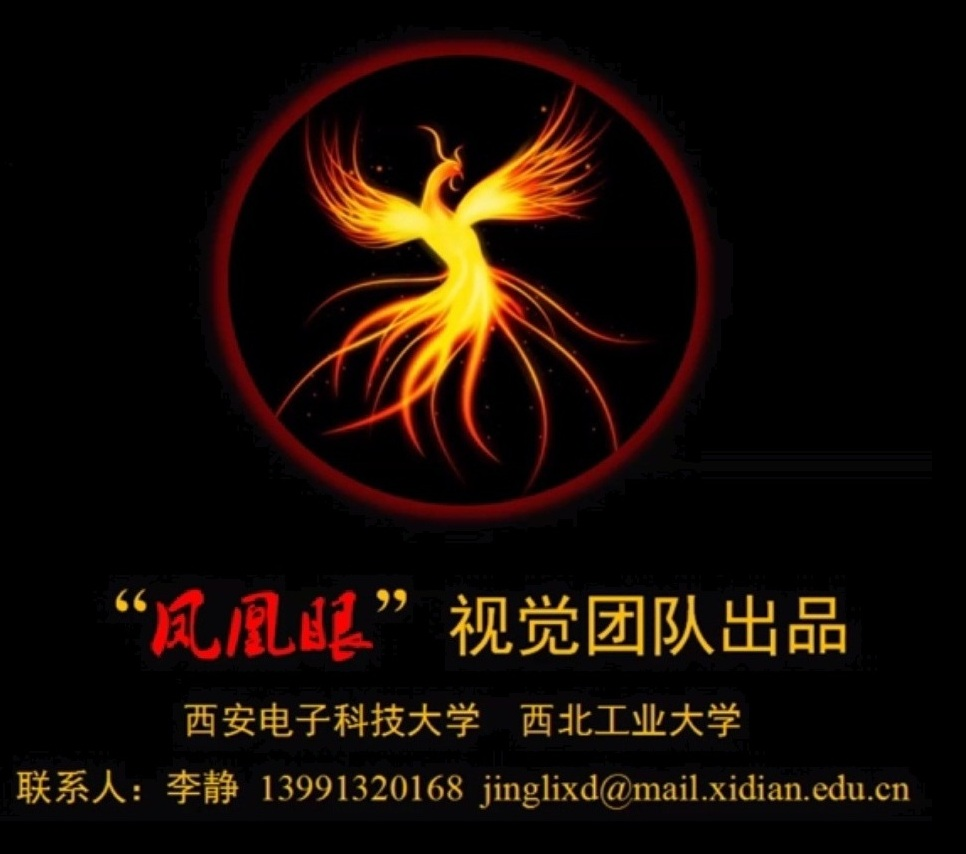 “凤凰眼”视觉团队出品
西安电子科技大学 西北工业大学
联系人：李静 13991320168 jinglixd@mail.xidian.edu.cn